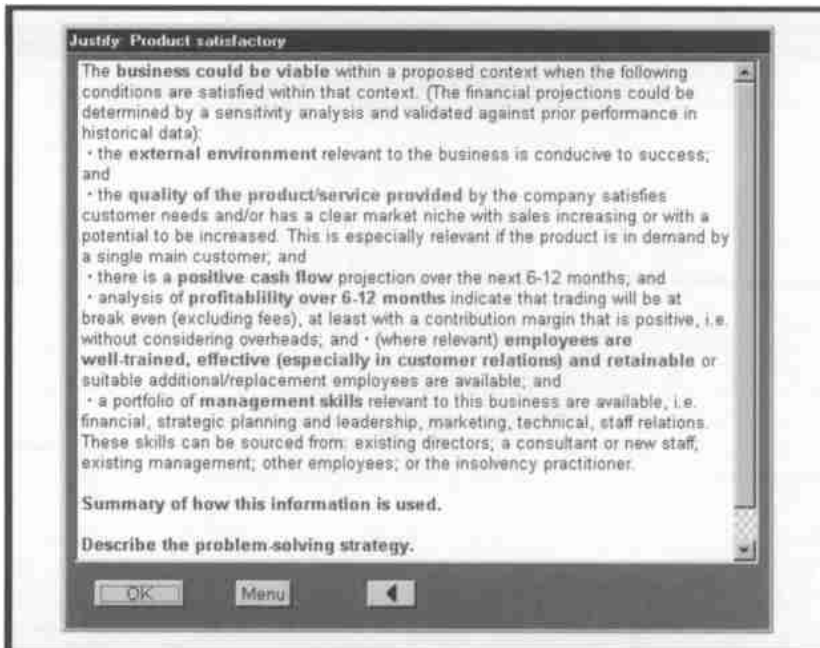 Justify: Product satisfactory
The business could be viable within a proposed context when the following
conditions are satisfied within that context. (The financial projections could be
determined by a sensitivity analysis and validated against prior performance in
historical data):
· the external environment relevant to the business is conducive to success;
and
· the quality of the product/service provided by the company satisfies
customer needs and/or has a clear market niche with sales increasing or with a
potential to be increased. This is especially relevant if the product is in demand by
a single main customer; and
· there is a positive cash flow projection over the next 6-12 months; and
· analysis of profitablility over 6-12 months indicate that trading will be at
break even (excluding fees), at least with a contribution margin that is positive, i.e.
without considering overheads; and · (where relevant) employees are
well-trained, effective (especially in customer relations) and retainable or
suitable additional/replacement employees are available; and
· a portfolio of management skills relevant to this business are available, i.e.
financial, strategic planning and leadership, marketing, technical, staff relations.
These skills can be sourced from: existing directors; a consultant or new staff;
existing management; other employees; or the insolvency practitioner.
Summary of how this information is used.
Describe the problem-solving strategy.
OK Menu